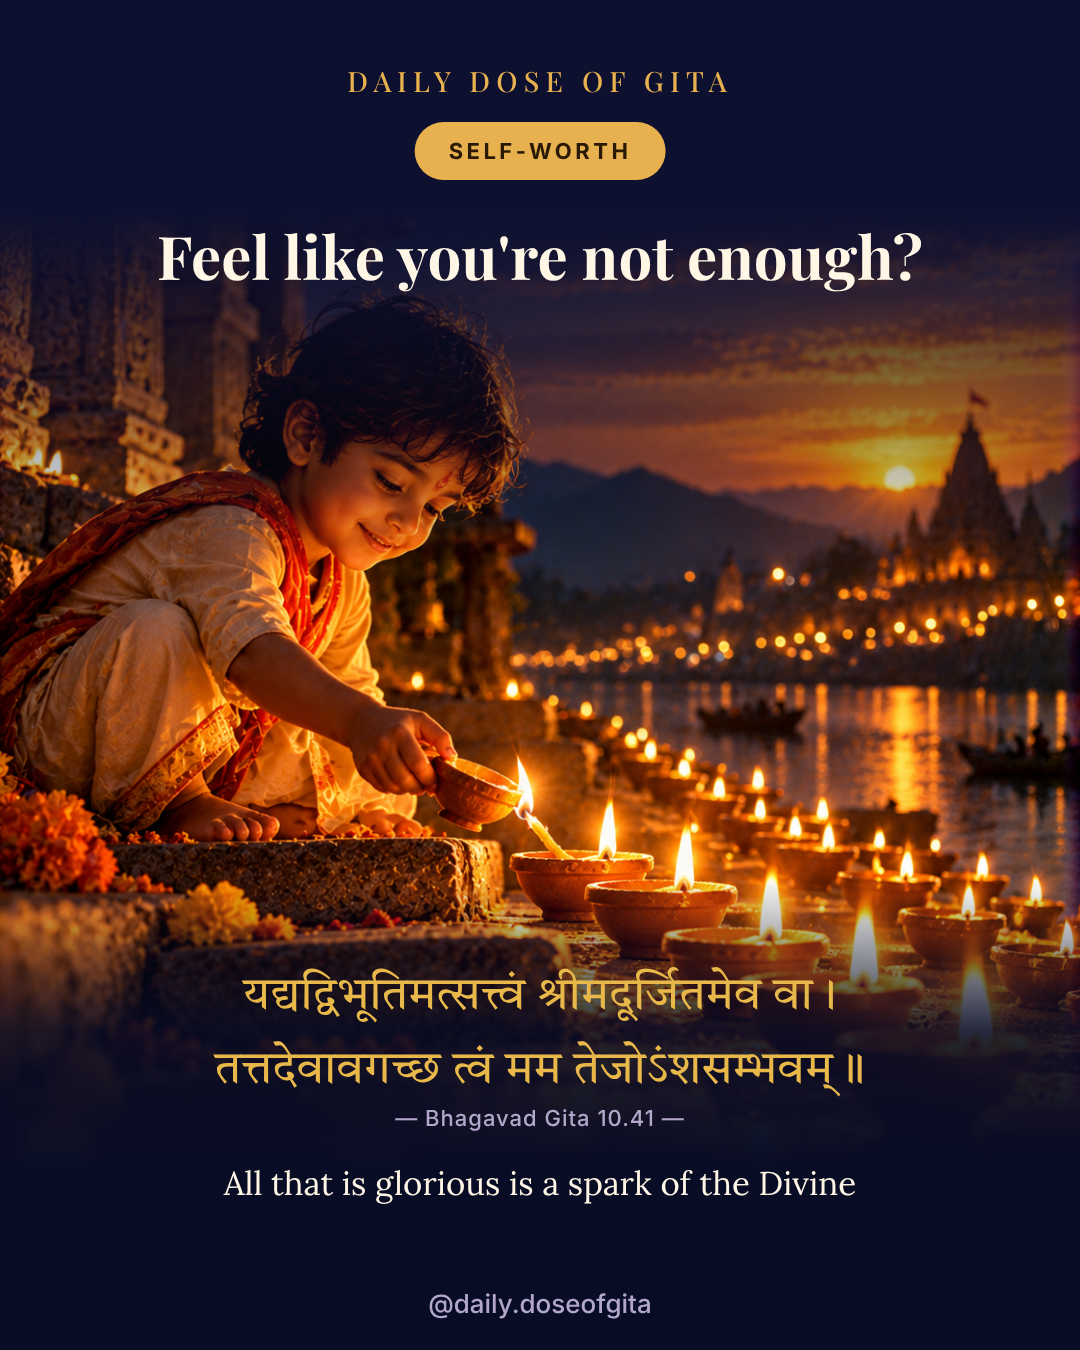 DAILY DOSE OF GITA
SELF-WORTH
Feel like you're not enough?
यद्यद्विभूतिमत्सत्त्वं श्रीमदूर्जितमेव वा।
तत्तदेवावगच्छ त्वं मम तेजोऽंशसम्भवम्॥
— Bhagavad Gita 10.41 —
All that is glorious is a spark of the Divine
@daily.doseofgita